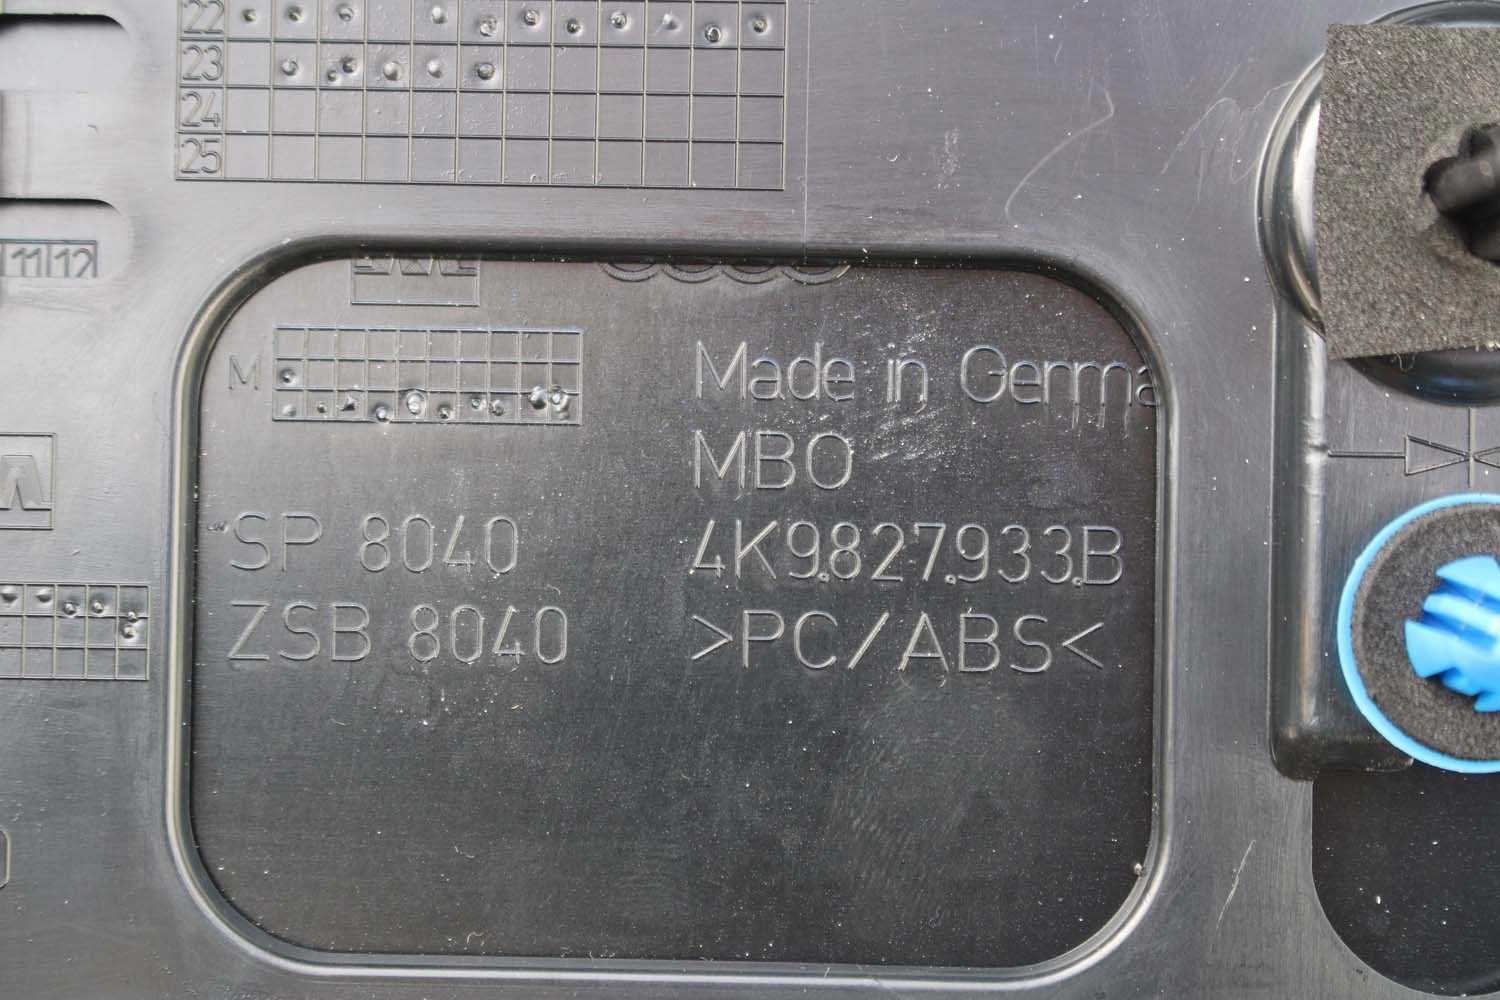 22
23
24
25
11 12
M
Made in Germa
MBO
SP 8040
4K9.827.933.B
ZSB 8040
>PC/ABS<